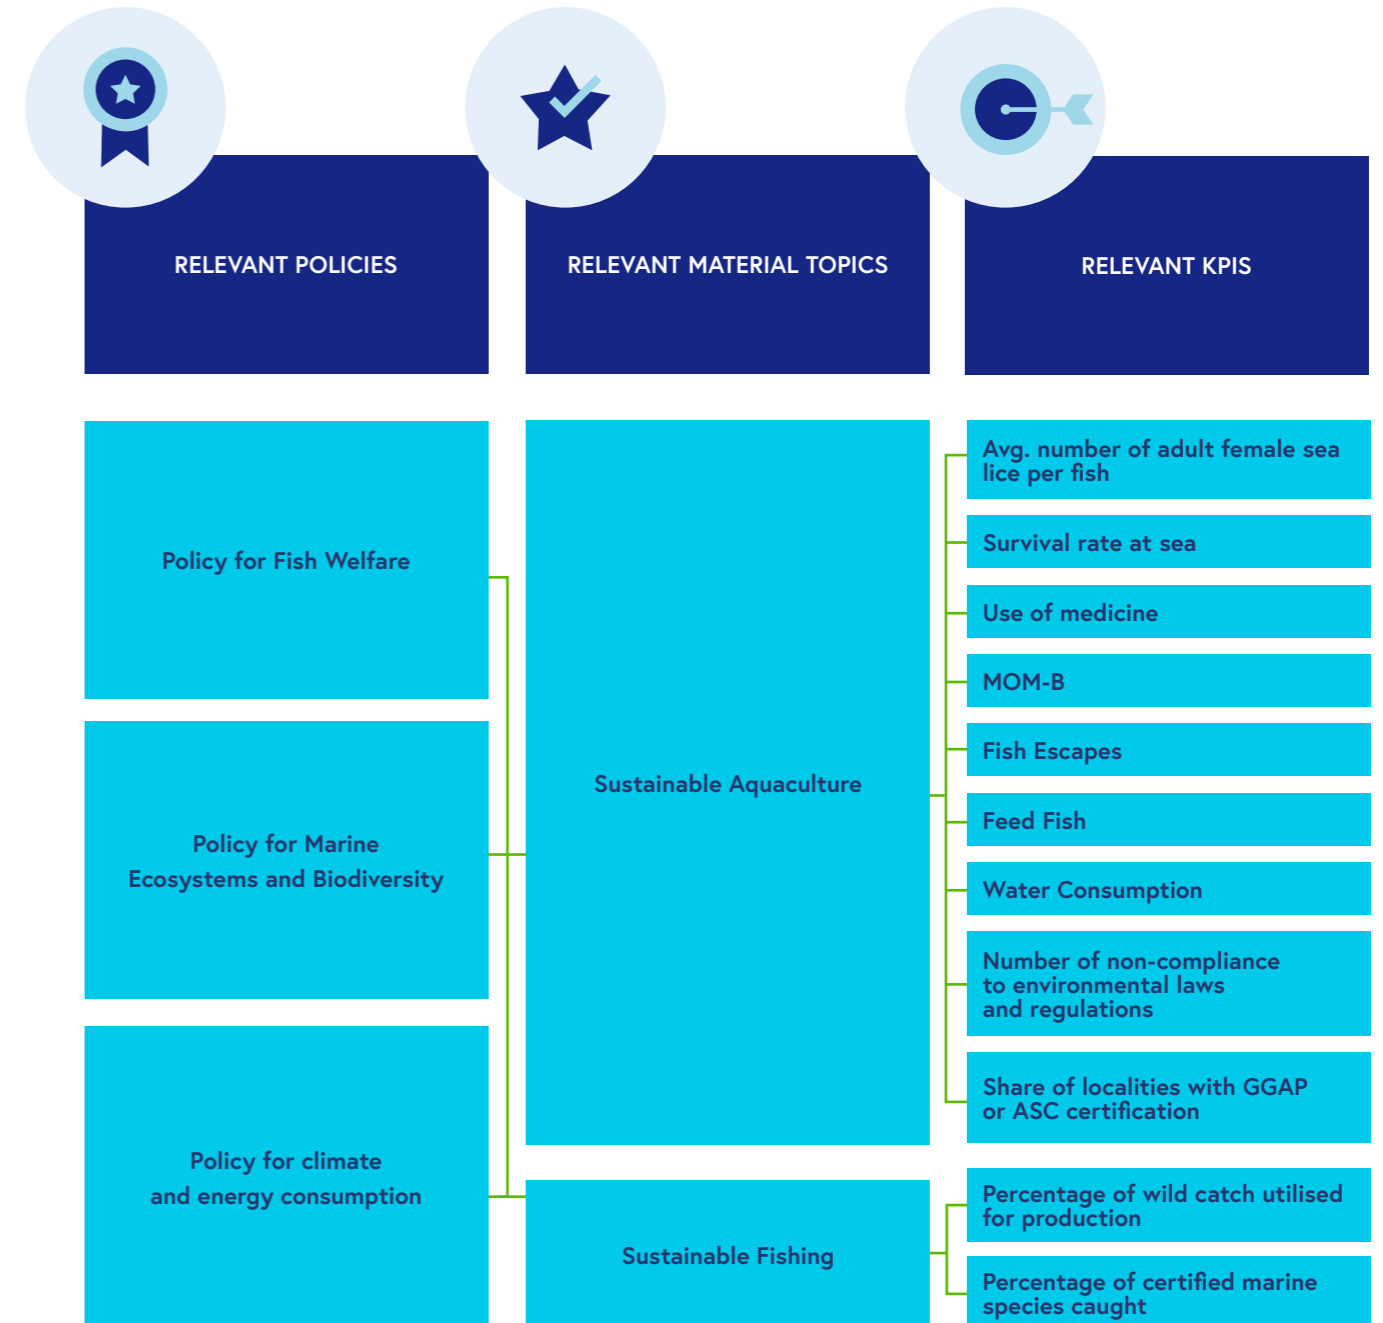 RELEVANT POLICIES
RELEVANT MATERIAL TOPICS
RELEVANT KPIS
Policy for Fish Welfare
Policy for Marine
Ecosystems and Biodiversity
Policy for climate
and energy consumption
Sustainable Aquaculture
Sustainable Fishing
Avg. number of adult female sea
lice per fish
Survival rate at sea
Use of medicine
MOM-B
Fish Escapes
Feed Fish
Water Consumption
Number of non-compliance
to environmental laws
and regulations
Share of localities with GGAP
or ASC certification
Percentage of wild catch utilised
for production
Percentage of certified marine
species caught